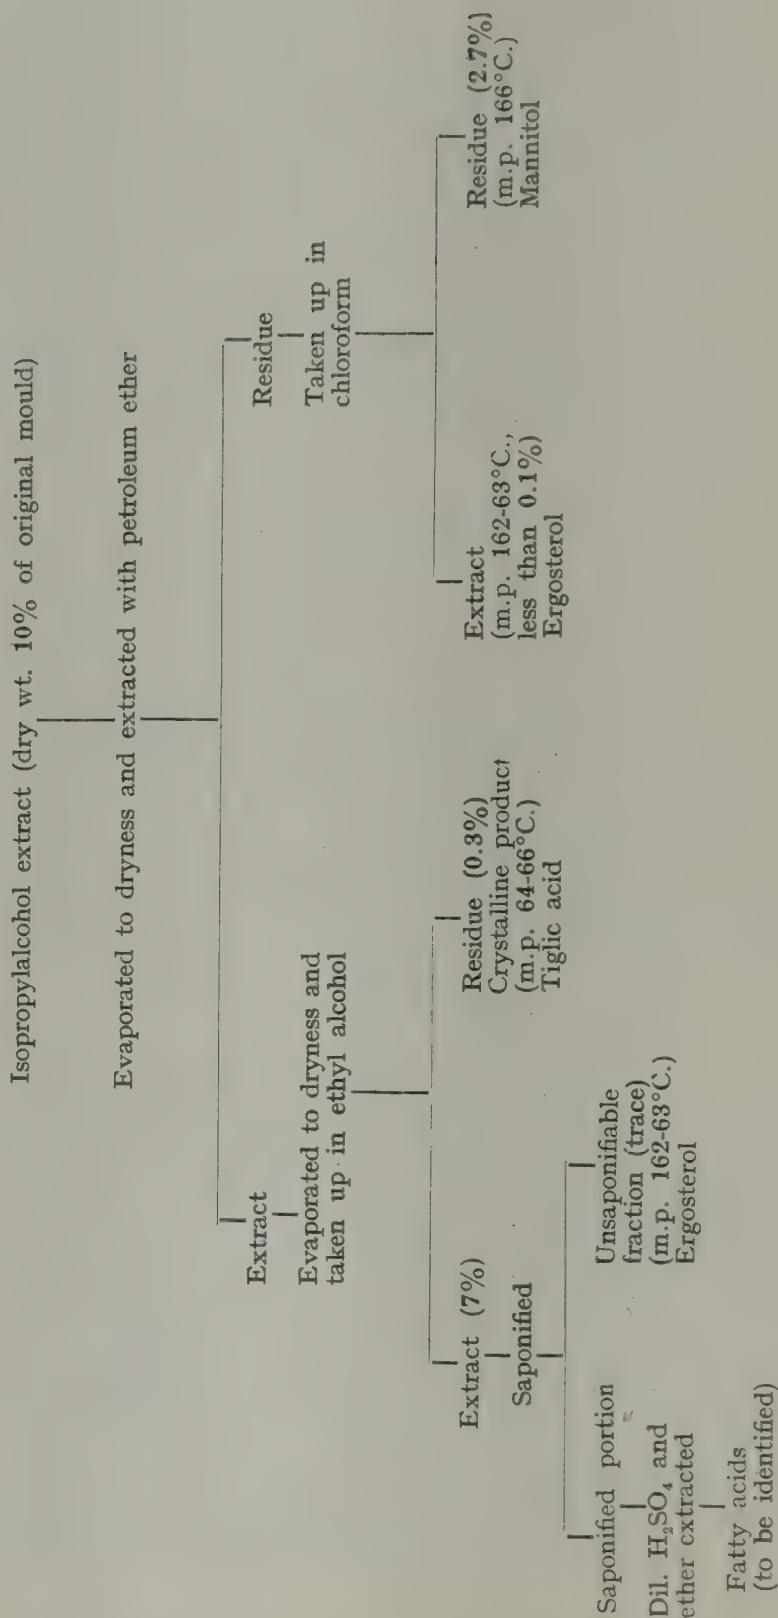 Isopropylalcohol extract (dry wt. 10% of original mould)
Evaporated to dryness and extracted with petroleum ether
Extract
Evaporated to dryness and
taken up in ethyl alcohol
Residue
Taken up in
chloroform
Extract (7%)
Saponified
Residue (0.3%)
Crystalline product
(m.p. 64-66°C.)
Tiglic acid
Extract
(m.p. 162-63°C.,
less than 0.1%)
Ergosterol
Residue (2.7%)
(m.p. 166°C.)
Mannitol
Saponified portion
Dil. H₂SO₄ and
ether cxtracted
Fatty acids
(to be identified)
Unsaponifiable
fraction (trace)
(m.p. 162-63°C.)
Ergosterol